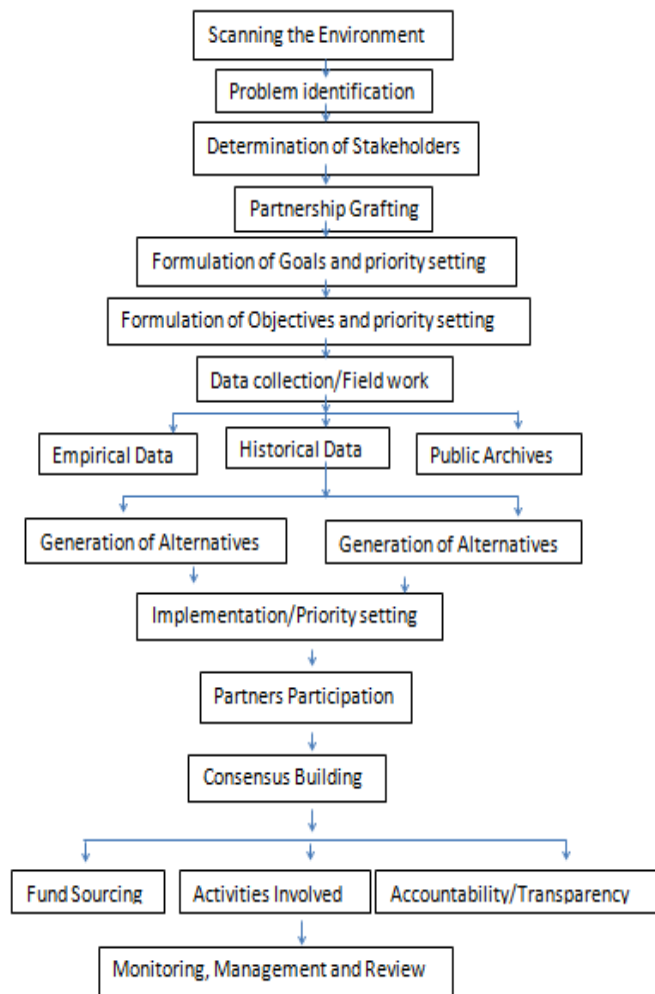 Scanning the Environment
Problem identification
Determination of Stakeholders
Partnership Grafting
Formulation of Goals and priority setting
Formulation of Objectives and priority setting
Data collection/Field work
Empirical Data
Historical Data
Public Archives
Generation of Alternatives
Generation of Alternatives
Implementation/Priority setting
Partners Participation
Consensus Building
Fund Sourcing
Activities Involved
Accountability/Transparency
Monitoring, Management and Review